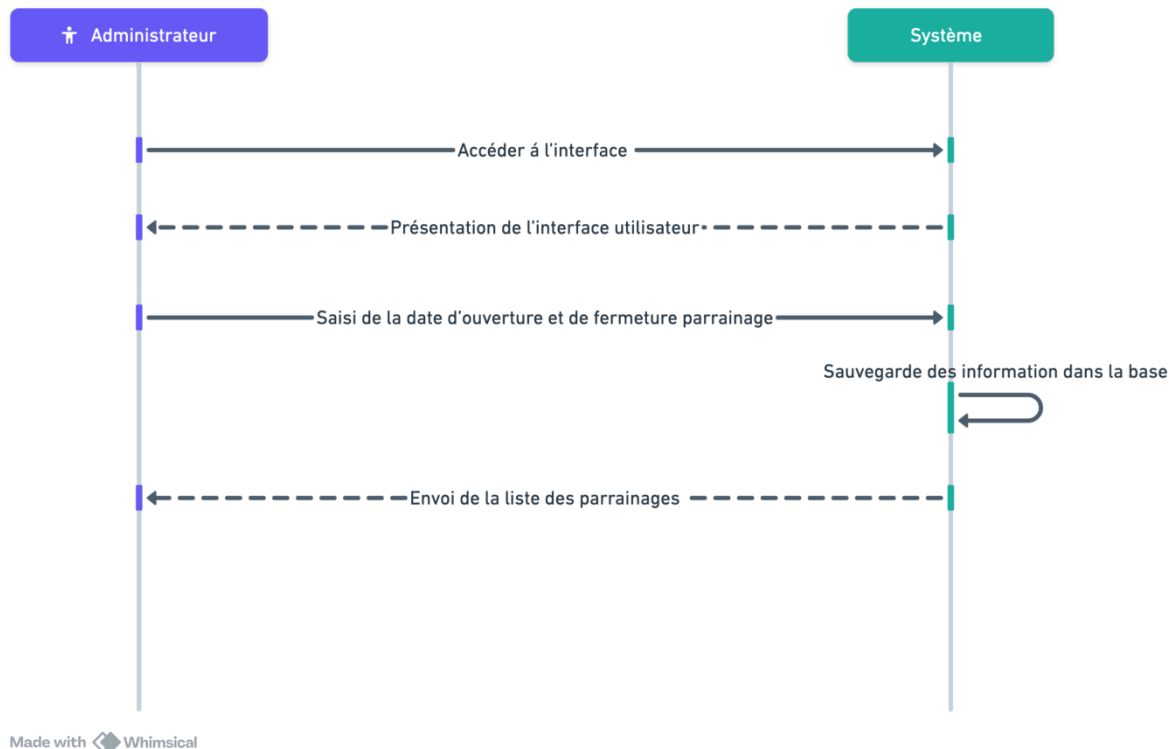 Administrateur
Système
Accéder á l’interface
Présentation de l’interface utilisateur
Saisi de la date d’ouverture et de fermeture parrainage
Sauvegarde des information dans la base
Envoi de la liste des parrainages
Made with Whimsical